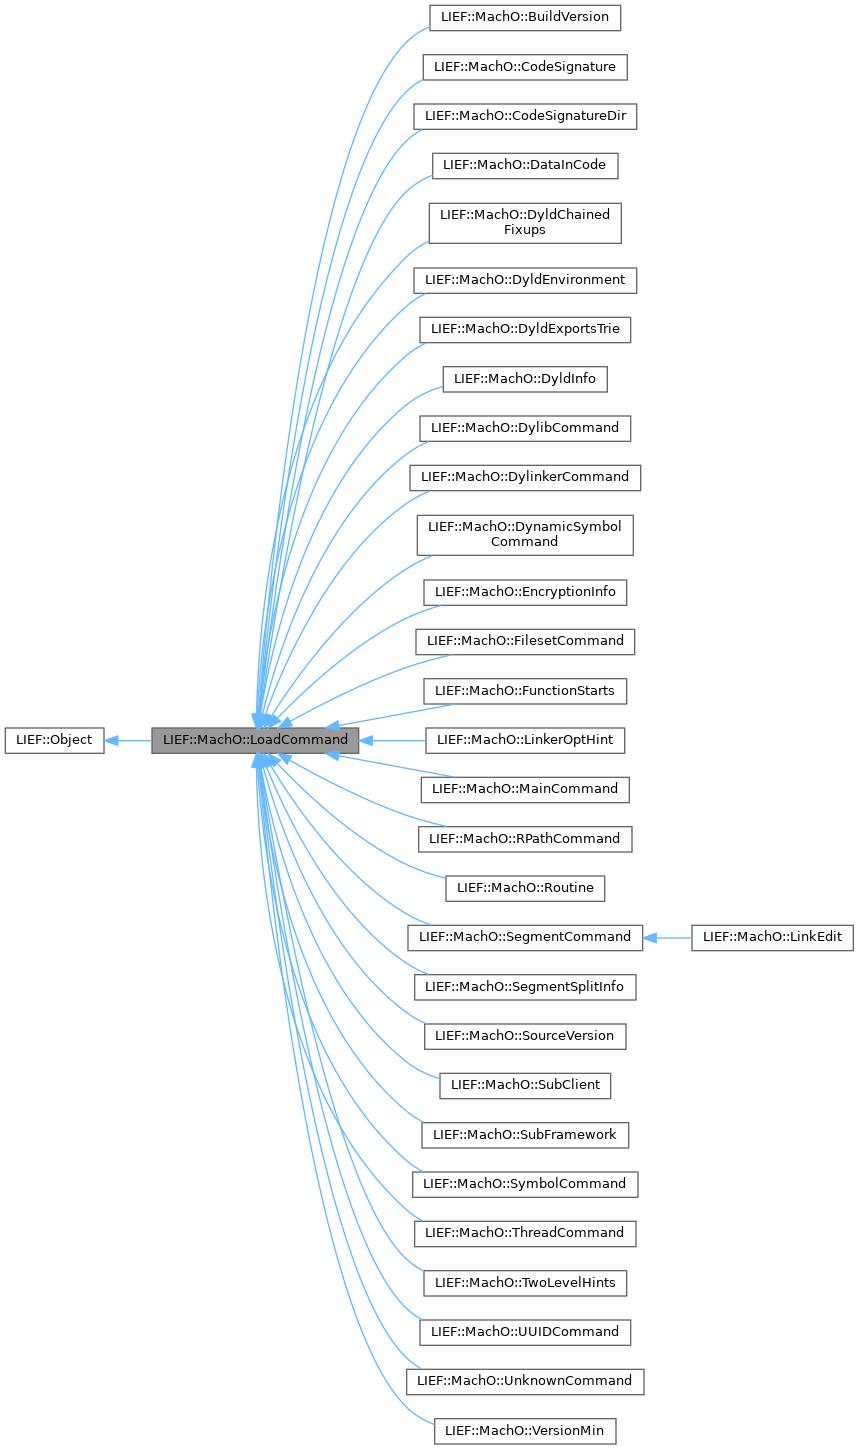 LIEF::MachO::BuildVersion
LIEF::MachO::CodeSignature
LIEF::MachO::CodeSignatureDir
LIEF::MachO::DataInCode
LIEF::MachO::DyldChained
Fixups
LIEF::MachO::DyldEnvironment
LIEF::MachO::DyldExportsTrie
LIEF::MachO::DyldInfo
LIEF::MachO::DylibCommand
LIEF::MachO::DylinkerCommand
LIEF::MachO::DynamicSymbol
Command
LIEF::MachO::EncryptionInfo
LIEF::MachO::FilesetCommand
LIEF::MachO::FunctionStarts
LIEF::Object
LIEF::MachO::LoadCommand
LIEF::MachO::LinkerOptHint
LIEF::MachO::MainCommand
LIEF::MachO::RPathCommand
LIEF::MachO::Routine
LIEF::MachO::SegmentCommand
LIEF::MachO::LinkEdit
LIEF::MachO::SegmentSplitInfo
LIEF::MachO::SourceVersion
LIEF::MachO::SubClient
LIEF::MachO::SubFramework
LIEF::MachO::SymbolCommand
LIEF::MachO::ThreadCommand
LIEF::MachO::TwoLevelHints
LIEF::MachO::UUIDCommand
LIEF::MachO::UnknownCommand
LIEF::MachO::VersionMin